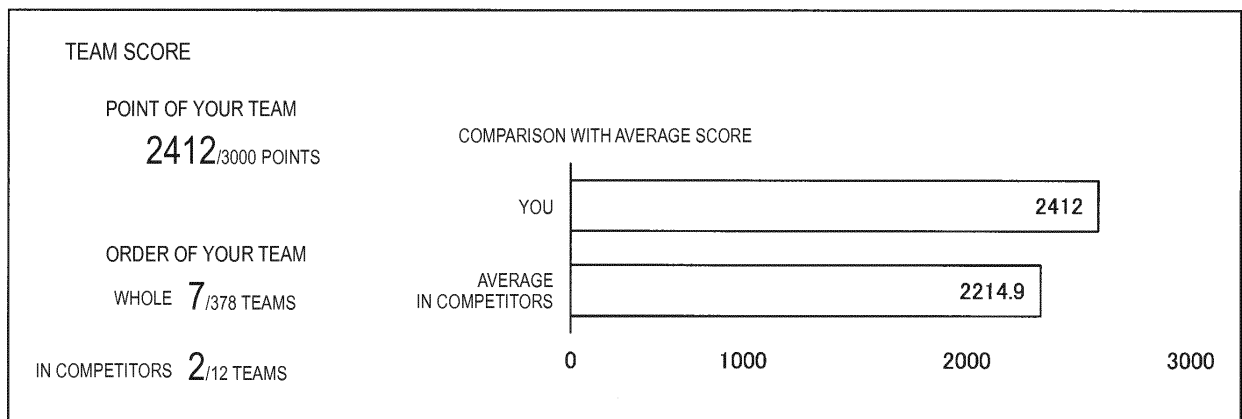 TEAM SCORE
POINT OF YOUR TEAM
2412/3000 POINTS
ORDER OF YOUR TEAM
WHOLE 7/378 TEAMS
IN COMPETITORS 2/12 TEAMS
COMPARISON WITH AVERAGE SCORE
YOU 2412
AVERAGE
IN COMPETITORS 2214.9
0 1000 2000 3000